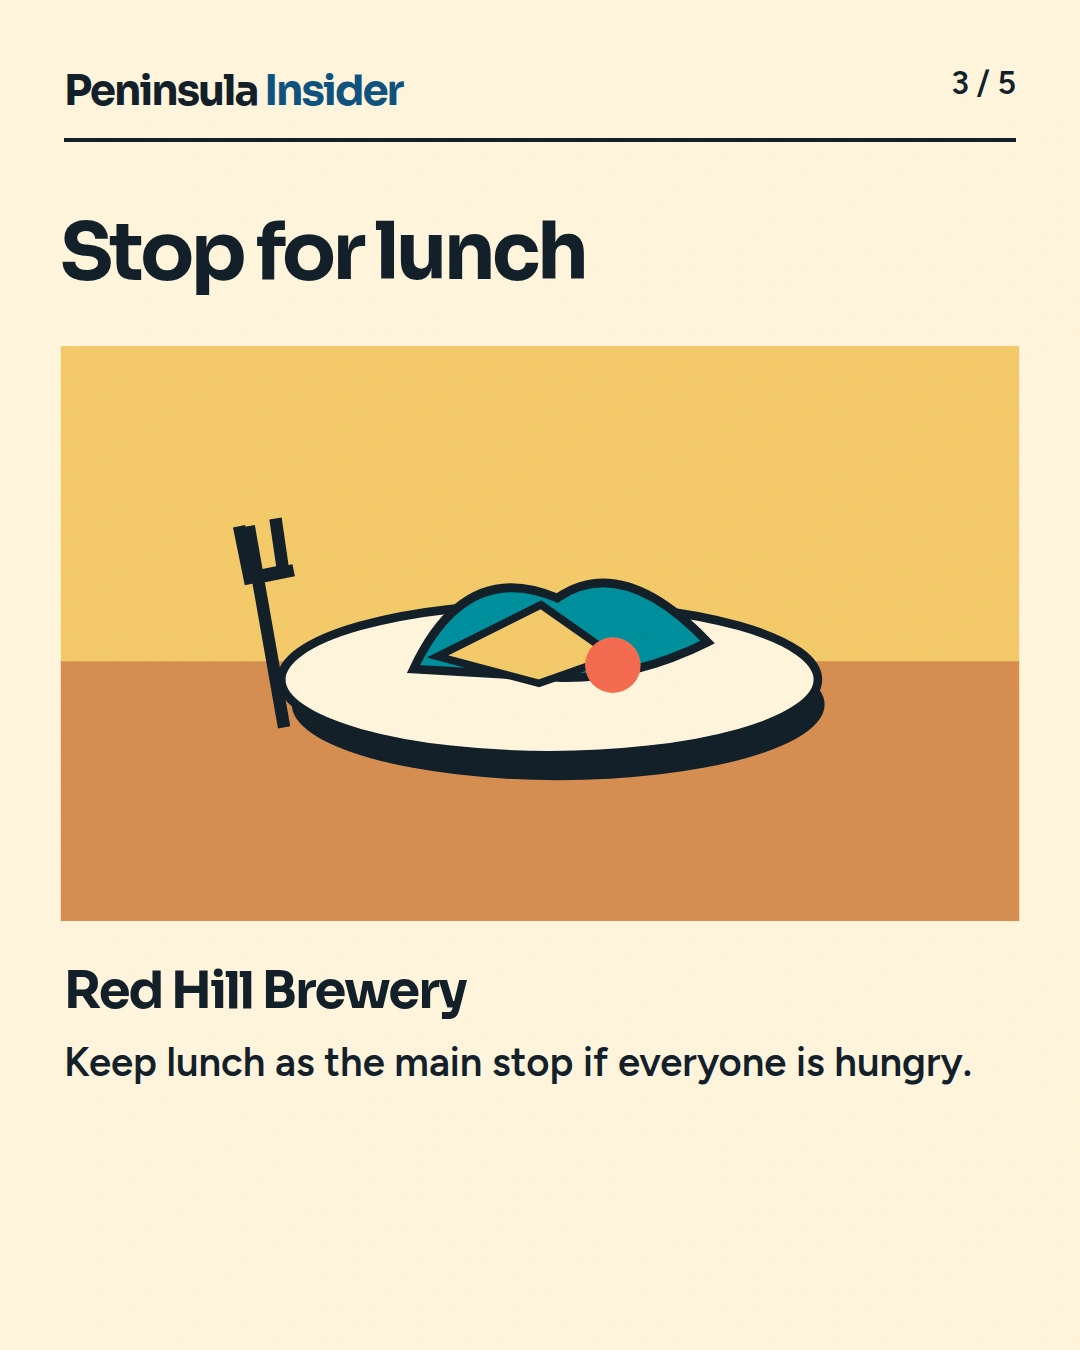 Peninsula Insider
3 / 5
Stop for lunch
Red Hill Brewery
Keep lunch as the main stop if everyone is hungry.